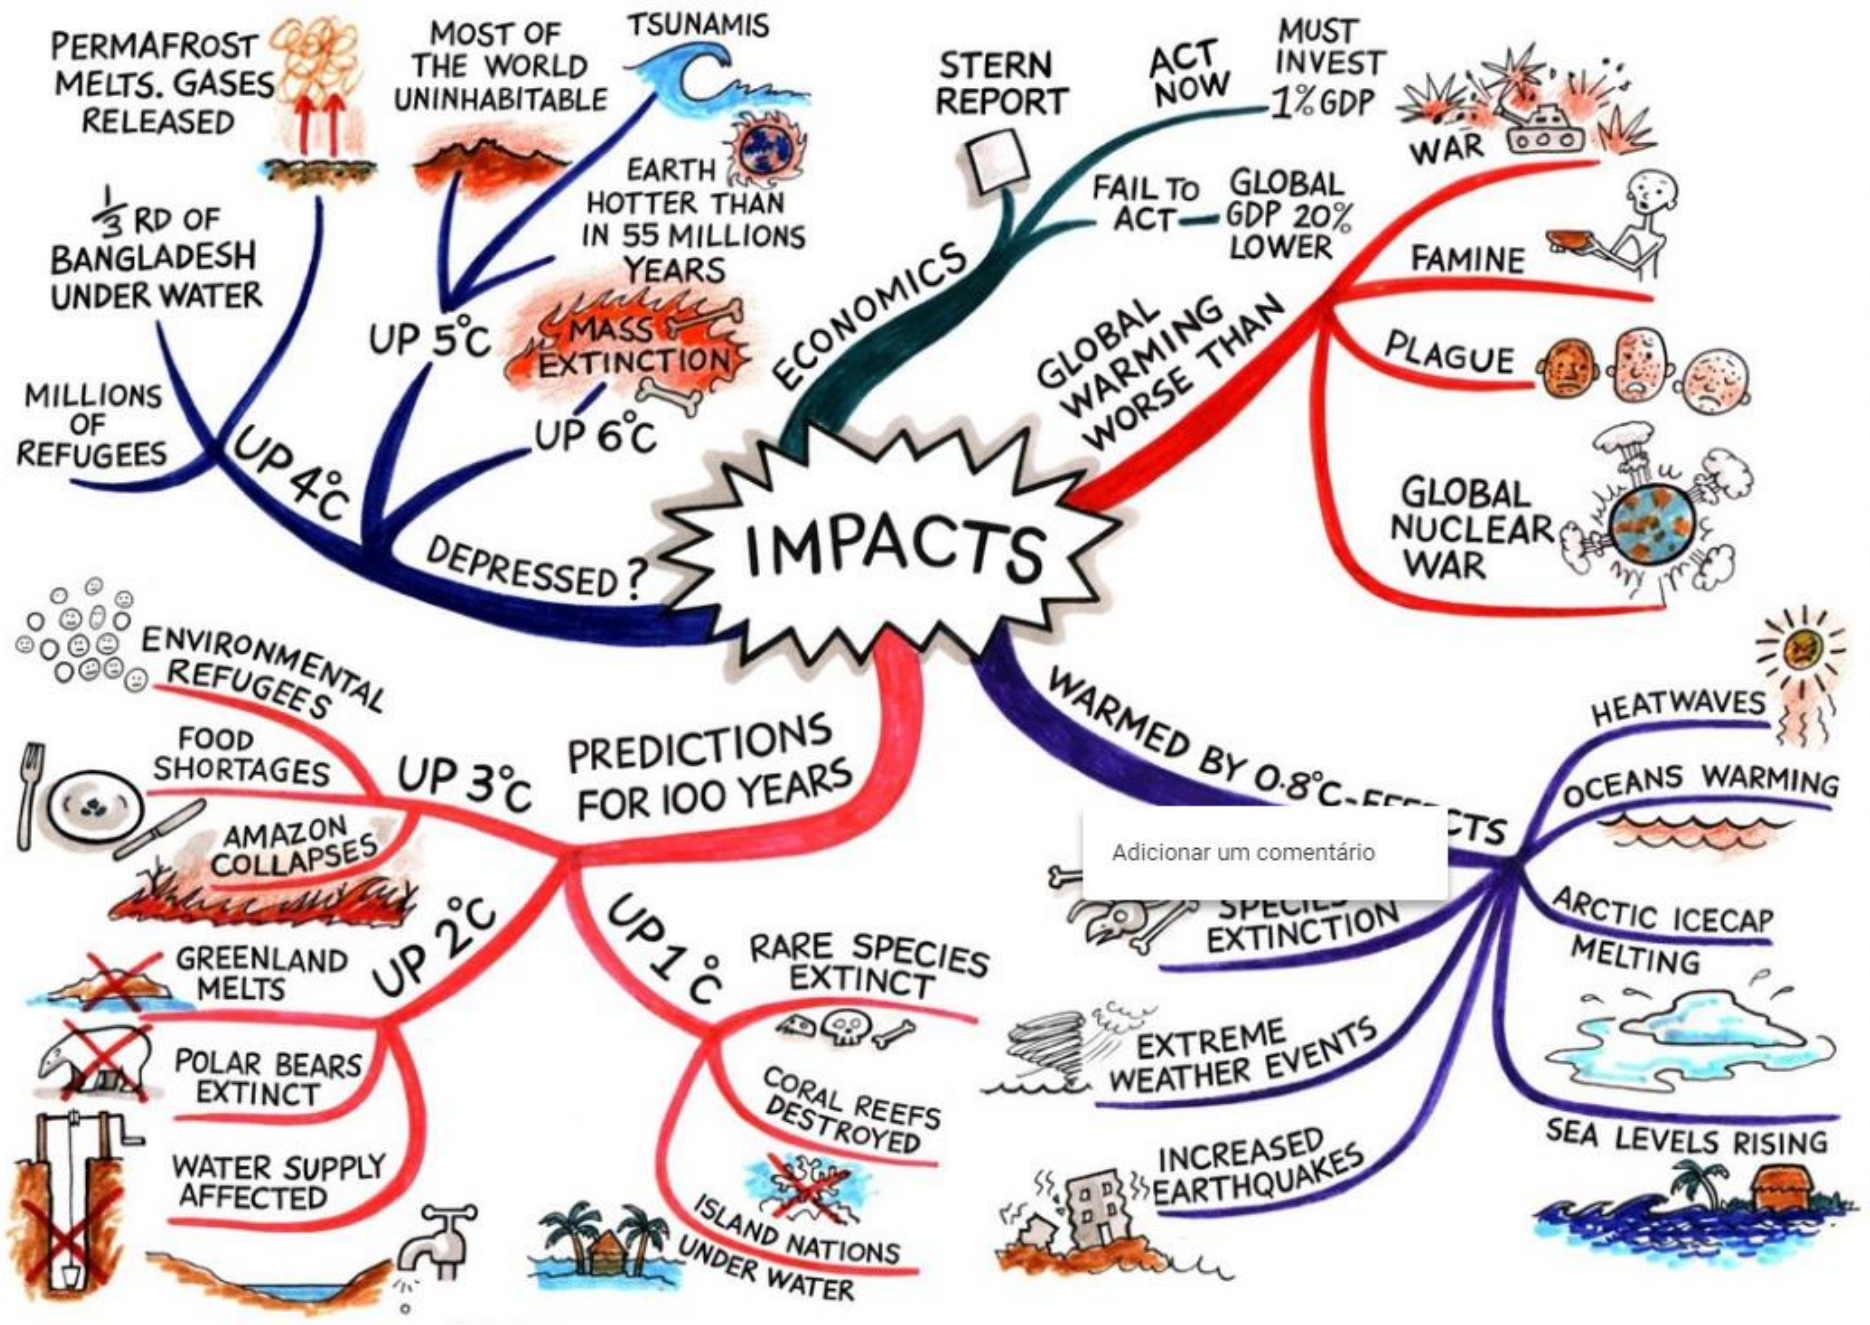 PERMAFROST
MELTS. GASES
RELEASED
MOST OF
THE WORLD
UNINHABITABLE
TSUNAMIS
EARTH
HOTTER THAN
IN 55 MILLIONS
YEARS
1/3 RD OF
BANGLADESH
UNDER WATER
MILLIONS
OF
REFUGEES
UP 4°C
UP 5°C
MASS
EXTINCTION
UP 6°C
DEPRESSED?
STERN
REPORT
ACT
NOW
MUST
INVEST
1% GDP
FAIL TO
ACT
GLOBAL
GDP 20%
LOWER
ECONOMICS
GLOBAL
WARMING
WORSE THAN
WAR
FAMINE
PLAGUE
GLOBAL
NUCLEAR
WAR
IMPACTS
ENVIRONMENTAL
REFUGEES
FOOD
SHORTAGES
AMAZON
COLLAPSES
UP 3°C
PREDICTIONS
FOR 100 YEARS
UP 2°C
GREENLAND
MELTS
POLAR BEARS
EXTINCT
WATER SUPPLY
AFFECTED
UP 1°C
RARE SPECIES
EXTINCT
CORAL REEFS
DESTROYED
ISLAND NATIONS
UNDER WATER
WARMED BY 0.8°C-EFFECTS
Adicionar um comentário
HEATWAVES
OCEANS WARMING
ARCTIC ICECAP
MELTING
SEA LEVELS RISING
SPECIES
EXTINCTION
EXTREME
WEATHER EVENTS
INCREASED
EARTHQUAKES